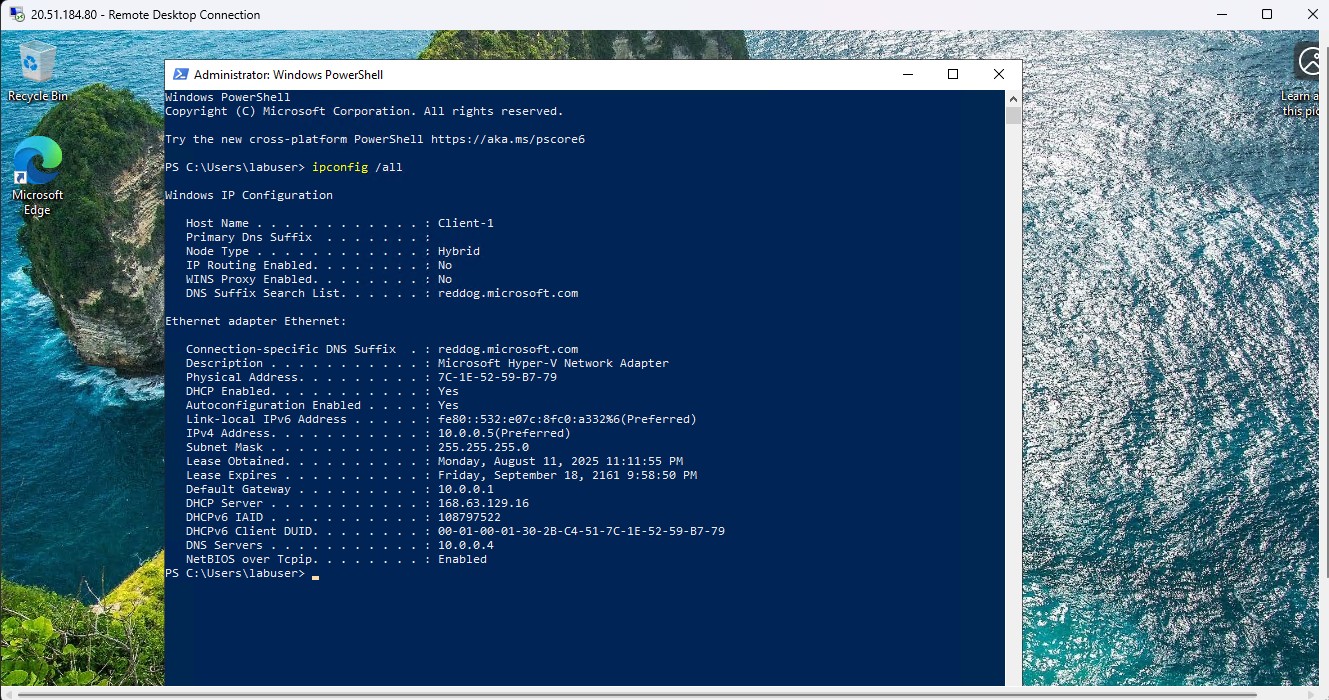 20.51.184.80 - Remote Desktop Connection
Recycle Bin
Microsoft
Edge
Learn a
this pic
Administrator: Windows PowerShell
Windows PowerShell
Copyright (C) Microsoft Corporation. All rights reserved.
Try the new cross-platform PowerShell https://aka.ms/pscore6
PS C:\Users\labuser> ipconfig /all
Windows IP Configuration
Host Name . . . . . . . . . . . . : Client-1
Primary Dns Suffix  . . . . . . . :
Node Type . . . . . . . . . . . . : Hybrid
IP Routing Enabled. . . . . . . . : No
WINS Proxy Enabled. . . . . . . . : No
DNS Suffix Search List. . . . . . : reddog.microsoft.com
Ethernet adapter Ethernet:
Connection-specific DNS Suffix  . : reddog.microsoft.com
Description . . . . . . . . . . . : Microsoft Hyper-V Network Adapter
Physical Address. . . . . . . . . : 7C-1E-52-59-B7-79
DHCP Enabled. . . . . . . . . . . : Yes
Autoconfiguration Enabled . . . . : Yes
Link-local IPv6 Address . . . . . : fe80::532:e07c:8fc0:a332%6(Preferred)
IPv4 Address. . . . . . . . . . . : 10.0.0.5(Preferred)
Subnet Mask . . . . . . . . . . . : 255.255.255.0
Lease Obtained. . . . . . . . . . : Monday, August 11, 2025 11:11:55 PM
Lease Expires . . . . . . . . . . : Friday, September 18, 2161 9:58:50 PM
Default Gateway . . . . . . . . . : 10.0.0.1
DHCP Server . . . . . . . . . . . : 168.63.129.16
DHCPv6 IAID . . . . . . . . . . . : 108797522
DHCPv6 Client DUID. . . . . . . . : 00-01-00-01-30-2B-C4-51-7C-1E-52-59-B7-79
DNS Servers . . . . . . . . . . . : 10.0.0.4
NetBIOS over Tcpip. . . . . . . . : Enabled
PS C:\Users\labuser>